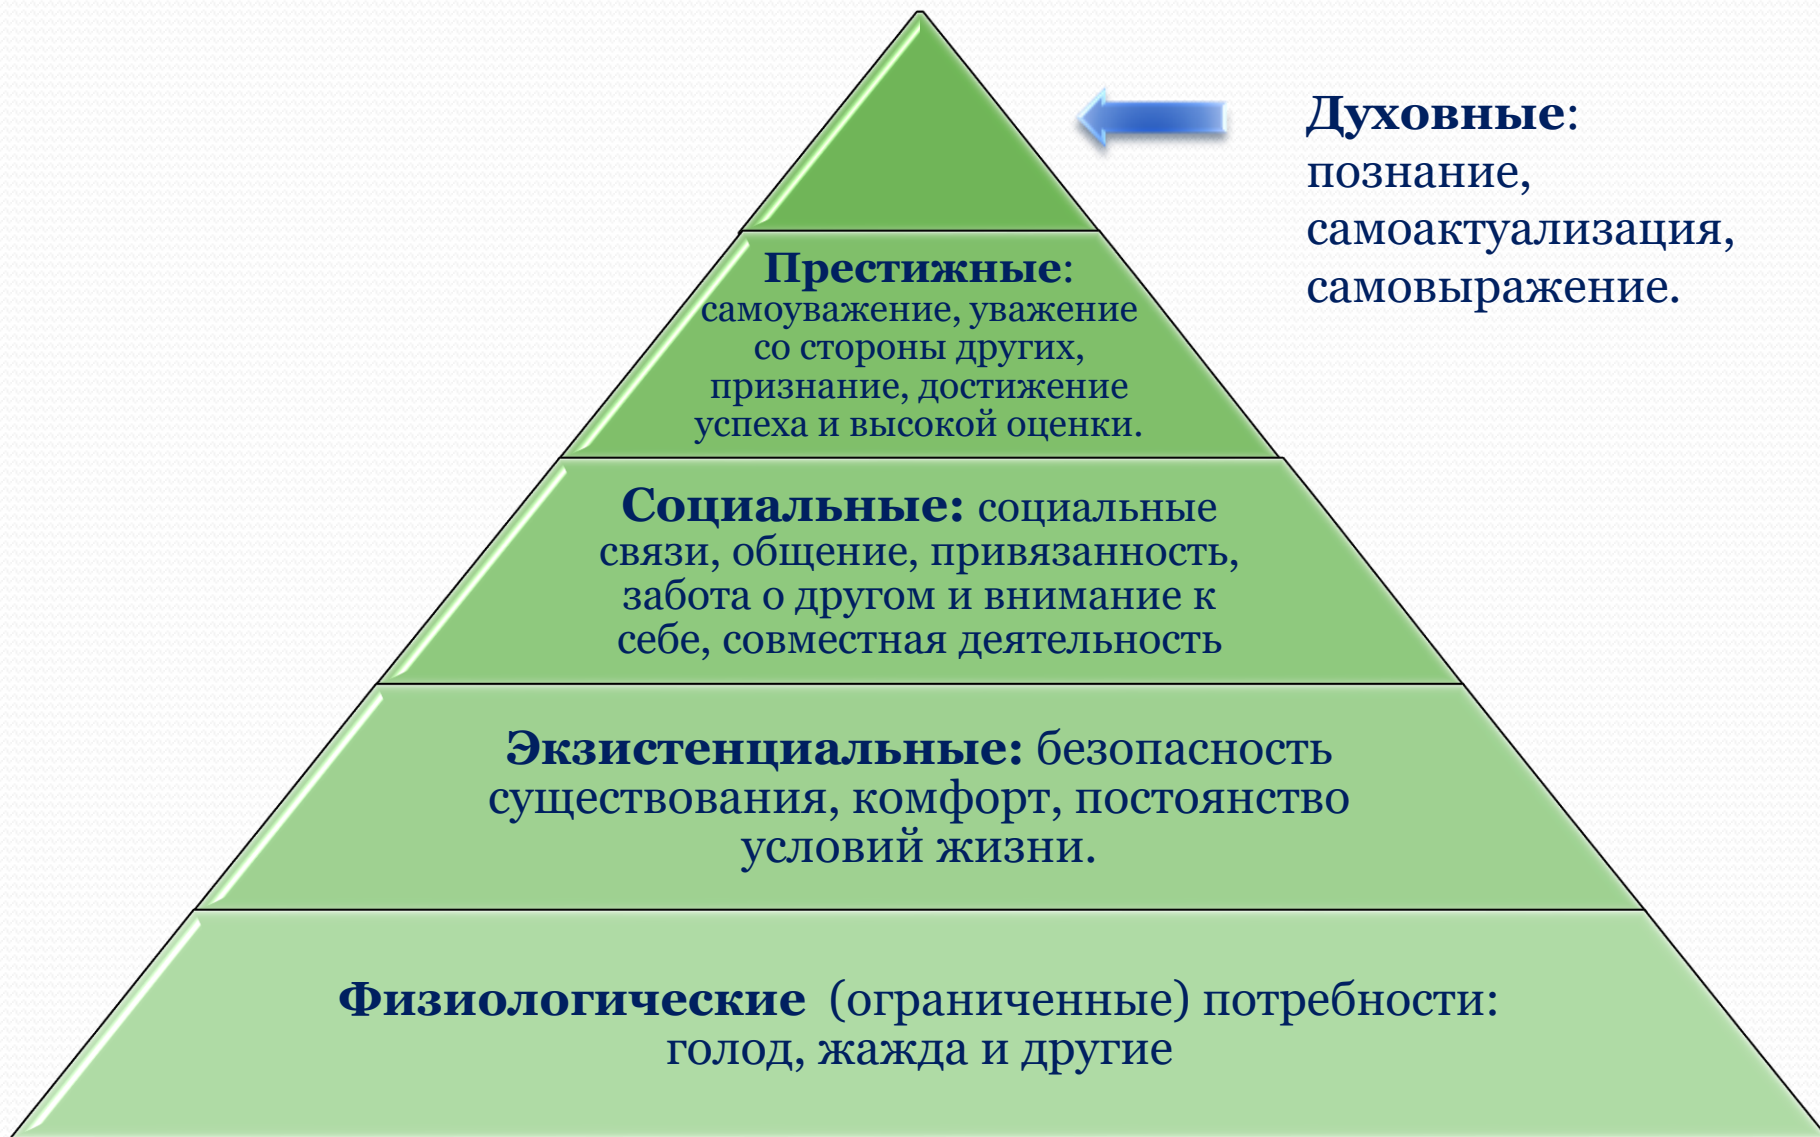 Духовные:
познание,
самоактуализация,
самовыражение.
Престижные:
самоуважение, уважение
со стороны других,
признание, достижение
успеха и высокой оценки.
Социальные: социальные
связи, общение, привязанность,
забота о другом и внимание к
себе, совместная деятельность
Экзистенциальные: безопасность
существования, комфорт, постоянство
условий жизни.
Физиологические (ограниченные) потребности:
голод, жажда и другие